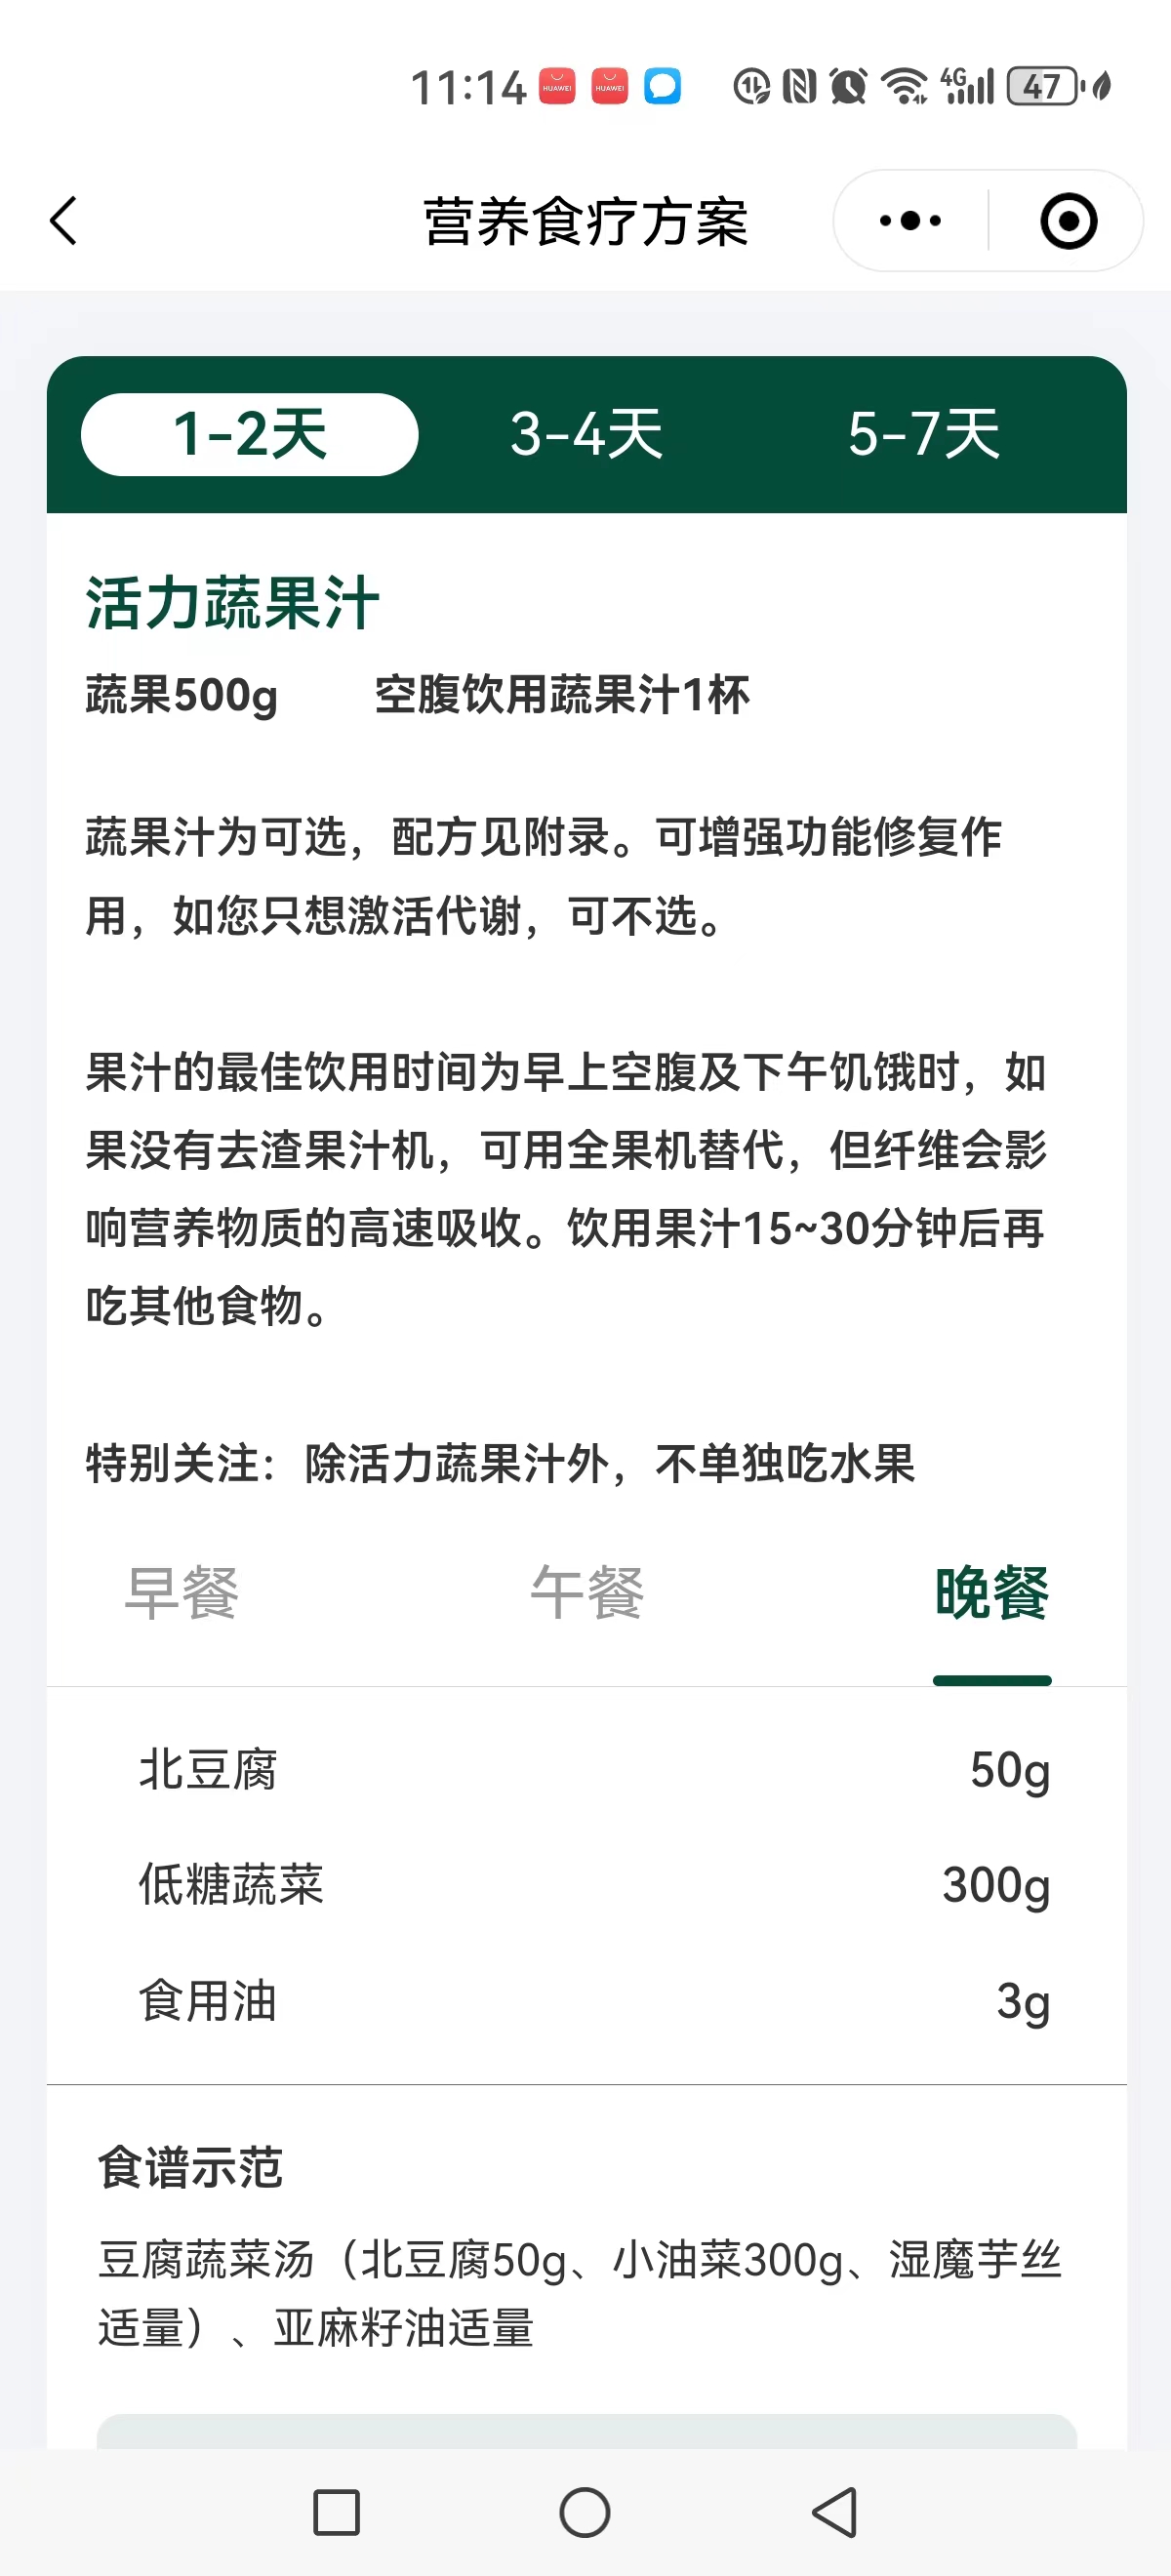 11:14 HUAWEI HUAWEI 4G 47
营养食疗方案
1-2天 3-4天 5-7天
活力蔬果汁
蔬果500g 空腹饮用蔬果汁1杯
蔬果汁为可选，配方见附录。可增强功能修复作
用，如您只想激活代谢，可不选。
果汁的最佳饮用时间为早上空腹及下午饥饿时，如
果没有去渣果汁机，可用全果机替代，但纤维会影
响营养物质的高速吸收。饮用果汁15~30分钟后再
吃其他食物。
特别关注：除活力蔬果汁外，不单独吃水果
早餐 午餐 晚餐
北豆腐 50g
低糖蔬菜 300g
食用油 3g
食谱示范
豆腐蔬菜汤（北豆腐50g、小油菜300g、湿魔芋丝
适量）、亚麻籽油适量